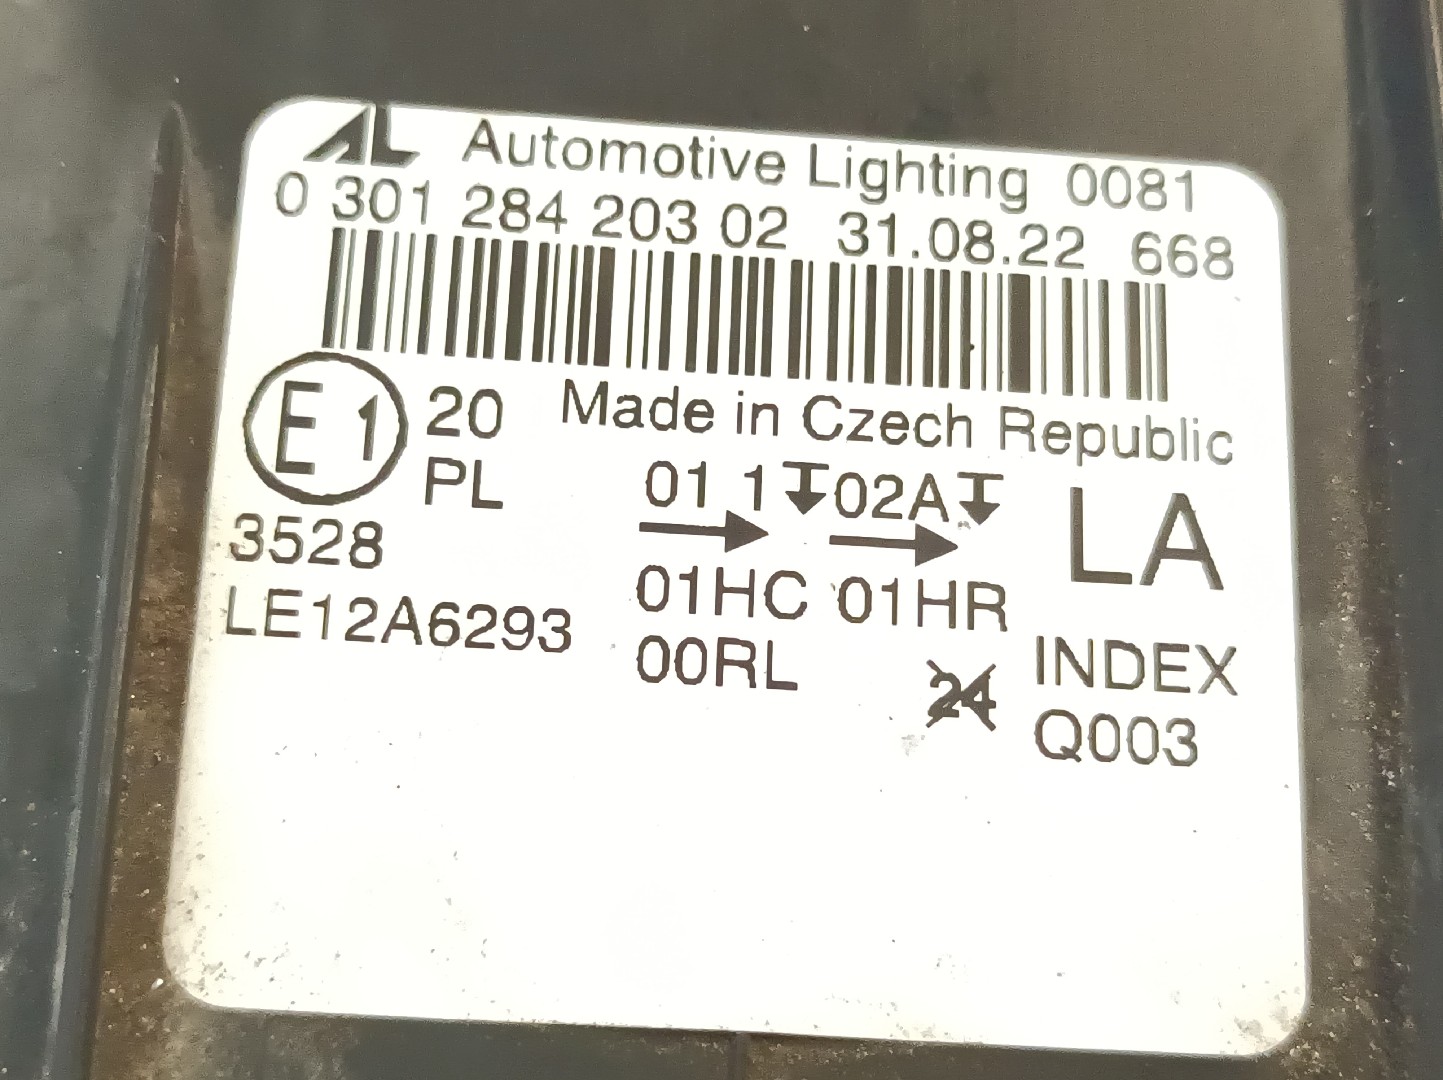 AL Automotive Lighting 0081
0 301 284 203 02 31.08.22 668
E1 20 Made in Czech Republic
PL 01 1 02A LA
3528
LE12A6293 01HC 01HR
00RL 24 INDEX
Q003